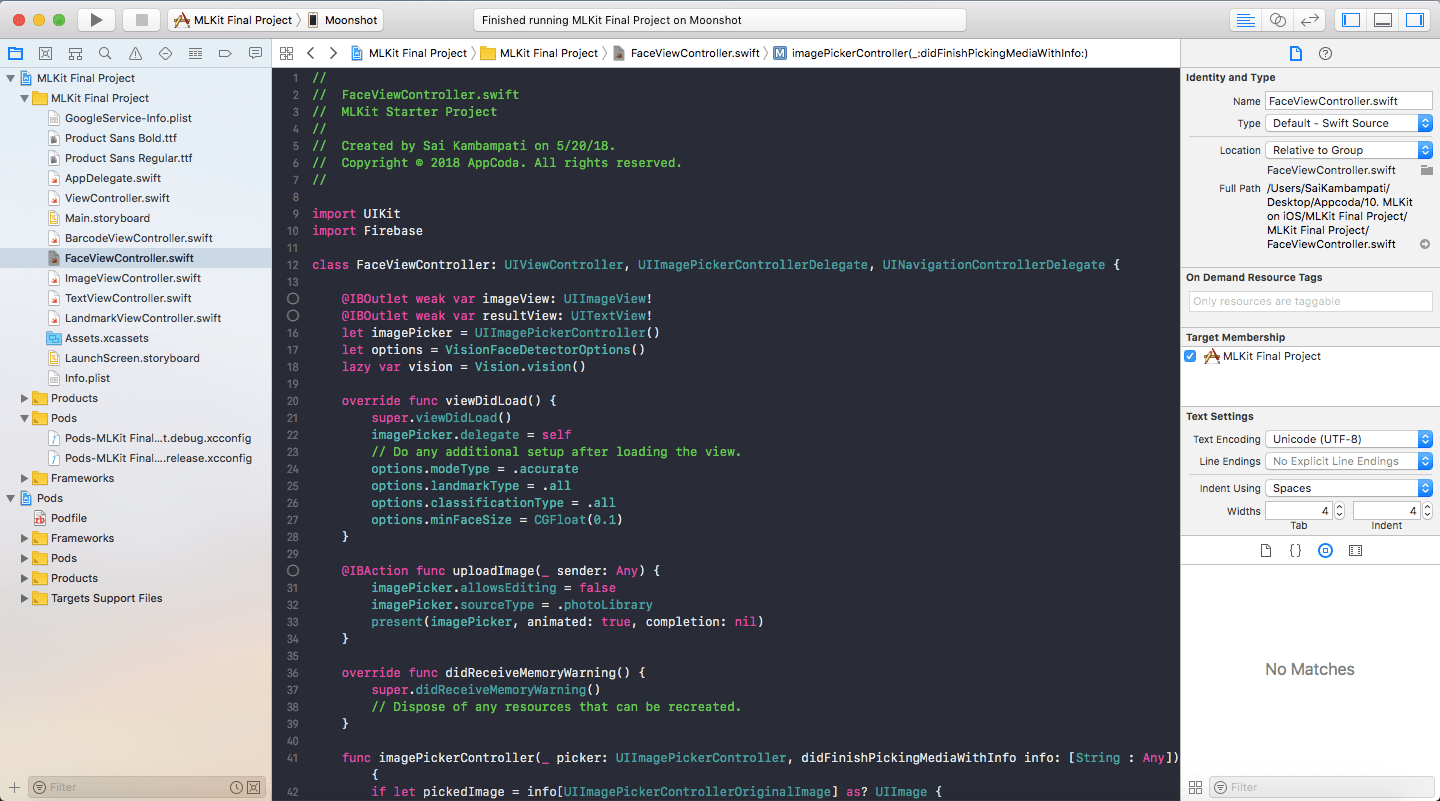 MLKit Final Project
Moonshot
Finished running MLKit Final Project on Moonshot
MLKit Final Project
MLKit Final Project
FaceViewController.swift
M
imagePickerController(_:didFinishPickingMediaWithInfo:)
MLKit Final Project
MLKit Final Project
GoogleService-Info.plist
Product Sans Bold.ttf
Product Sans Regular.ttf
AppDelegate.swift
ViewController.swift
Main.storyboard
BarcodeViewController.swift
FaceViewController.swift
ImageViewController.swift
TextViewController.swift
LandmarkViewController.swift
Assets.xcassets
LaunchScreen.storyboard
Info.plist
Products
Pods
Pods-MLKit Final...t.debug.xcconfig
Pods-MLKit Final....release.xcconfig
Frameworks
Pods
Podfile
Frameworks
Pods
Products
Targets Support Files
Filter
1 //
2 //  FaceViewController.swift
3 //  MLKit Starter Project
4 //
5 //  Created by Sai Kambampati on 5/20/18.
6 //  Copyright © 2018 AppCoda. All rights reserved.
7 //
8
9 import UIKit
10 import Firebase
11
12 class FaceViewController: UIViewController, UIImagePickerControllerDelegate, UINavigationControllerDelegate {
13
@IBOutlet weak var imageView: UIImageView!
@IBOutlet weak var resultView: UITextView!
16 let imagePicker = UIImagePickerController()
17 let options = VisionFaceDetectorOptions()
18 lazy var vision = Vision.vision()
19
20 override func viewDidLoad() {
21 super.viewDidLoad()
22 imagePicker.delegate = self
23 // Do any additional setup after loading the view.
24 options.modeType = .accurate
25 options.landmarkType = .all
26 options.classificationType = .all
27 options.minFaceSize = CGFloat(0.1)
28 }
29
@IBAction func uploadImage(_ sender: Any) {
31 imagePicker.allowsEditing = false
32 imagePicker.sourceType = .photoLibrary
33 present(imagePicker, animated: true, completion: nil)
34 }
35
36 override func didReceiveMemoryWarning() {
37 super.didReceiveMemoryWarning()
38 // Dispose of any resources that can be recreated.
39 }
40
41 func imagePickerController(_ picker: UIImagePickerController, didFinishPickingMediaWithInfo info: [String : Any])
{
42 if let pickedImage = info[UIImagePickerControllerOriginalImage] as? UIImage {
Identity and Type
Name FaceViewController.swift
Type Default - Swift Source
Location Relative to Group
FaceViewController.swift
Full Path /Users/SaiKambampati/
Desktop/Appcoda/10. MLKit
on iOS/MLKit Final Project/
MLKit Final Project/
FaceViewController.swift
On Demand Resource Tags
Only resources are taggable
Target Membership
MLKit Final Project
Text Settings
Text Encoding Unicode (UTF-8)
Line Endings No Explicit Line Endings
Indent Using Spaces
Widths 4 4
Tab Indent
{}
No Matches
Filter